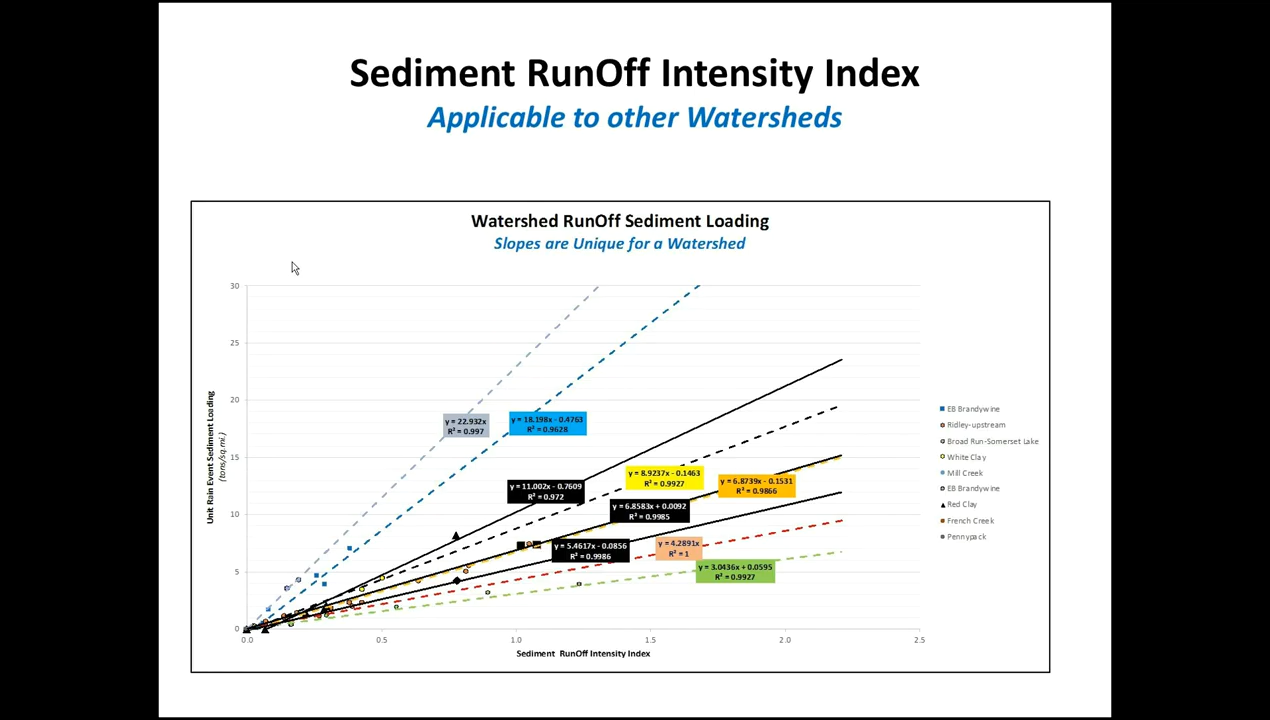 Sediment RunOff Intensity Index
Applicable to other Watersheds
Watershed RunOff Sediment Loading
Slopes are Unique for a Watershed
30
25
20
15
10
5
0
Unit Rain Event Sediment Loading
(tons/sq.mi.)
y = 22.932x
R² = 0.997
y = 18.198x - 0.4763
R² = 0.9628
y = 11.002x - 0.7609
R² = 0.972
y = 8.9237x - 0.1463
R² = 0.9927
y = 6.8739x - 0.1531
R² = 0.9866
y = 6.8583x + 0.0092
R² = 0.9985
y = 5.4617x - 0.0856
R² = 0.9986
y = 4.2891x
R² = 1
y = 3.0436x + 0.0595
R² = 0.9927
0.0
0.5
1.0
1.5
2.0
2.5
Sediment RunOff Intensity Index
EB Brandywine
Ridley-upstream
Broad Run-Somerset Lake
White Clay
Mill Creek
EB Brandywine
Red Clay
French Creek
Pennypack